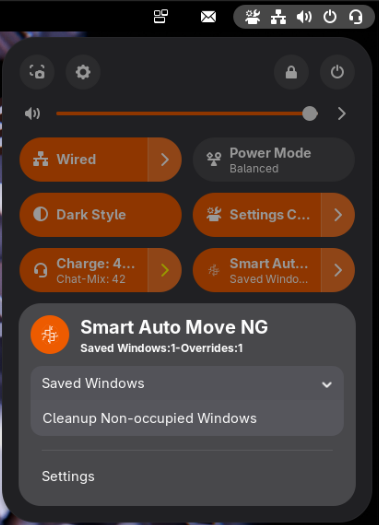 Wired
Power Mode
Balanced
Dark Style
Settings C...
Charge: 4...
Chat-Mix: 42
Smart Aut...
Saved Windo...
Smart Auto Move NG
Saved Windows:1-Overrides:1
Saved Windows
Cleanup Non-occupied Windows
Settings